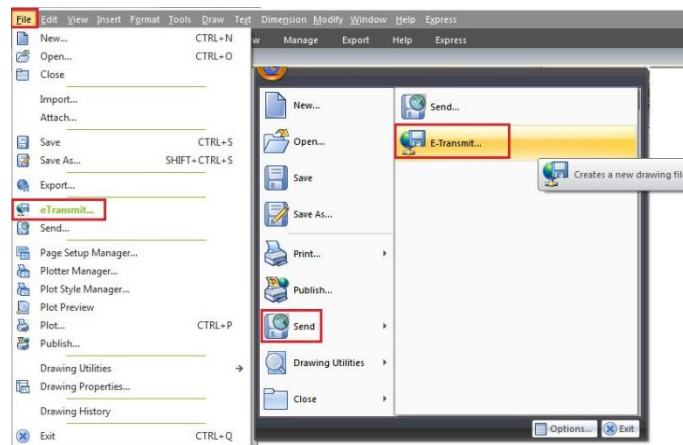 File Edit View Insert Format Tools Draw Text Dimension Modify Window Help Express
New... CTRL+N
Open... CTRL+O
Close
Import...
Attach...
Save CTRL+S
Save As... SHIFT+CTRL+S
Export...
eTransmit...
Send...
Page Setup Manager...
Plotter Manager...
Plot Style Manager...
Plot Preview
Plot... CTRL+P
Publish...
Drawing Utilities
Drawing Properties...
Drawing History
Exit CTRL+Q
w Manage Export Help Express
New...
Open...
Save
Save As...
Print...
Publish...
Send
Drawing Utilities
Close
Send...
E-Transmit...
Creates a new drawing file
Options... Exit